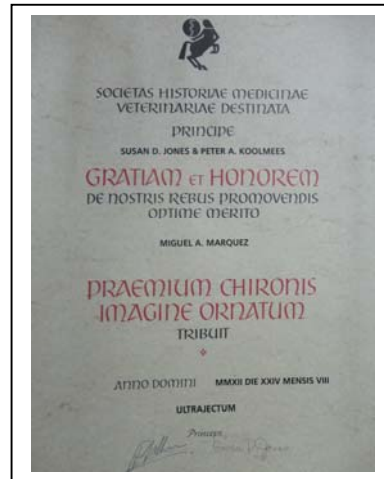 SOCIETAS HISTORIAE MEDICINAE
VETERINARIAE DESTINATA
PRINCIPE
SUSAN D. JONES & PETER A. KOOLMEES
GRATIAM ET HONOREM
DE NOSTRIS REBUS PROMOVENDIS
OPTIME MERITO
MIGUEL A. MARQUEZ
PRAEMIUM CHIRONIS
IMAGINE ORNATUM
TRIBUIT
ANNO DOMINI MMXII DIE XXIV MENSIS VIII
ULTRAJECTUM
Princeps